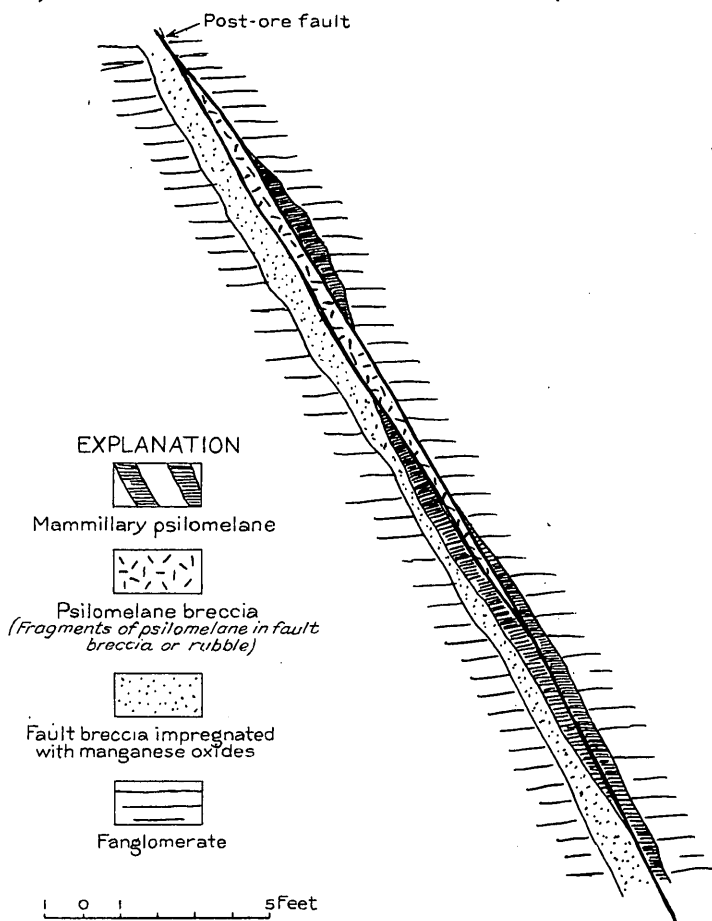 Post-ore fault
EXPLANATION
Mammillary psilomelane
Psilomelane breccia
(Fragments of psilomelane in fault
breccia or rubble)
Fault breccia impregnated
with manganese oxides
Fanglomerate
1 0 1 5 Feet